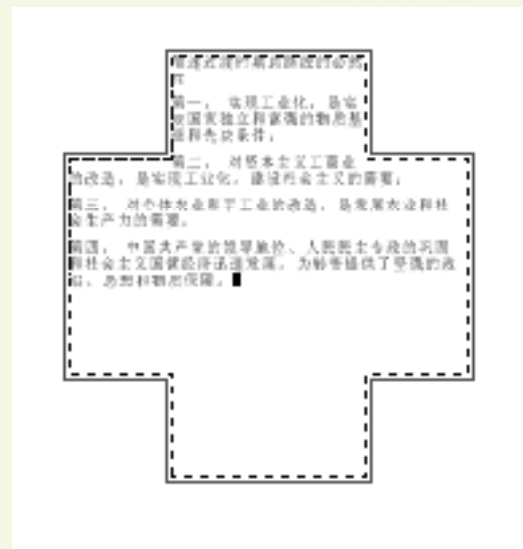 简述过渡时期总路线的必然
性
第一， 实现工业化，是实
使国家独立和富强的物质基
础和先决条件；
第二， 对资本主义工商业
的改造，是实现工业化，建设社会主义的需要；
第三， 对个体农业和手工业的改造，是发展农业和社
会生产力的需要。
第四， 中国共产党的领导地位、人民民主专政的巩固
和社会主义国营经济迅速发展，为转变提供了坚强的政
治、思想和物质保障。